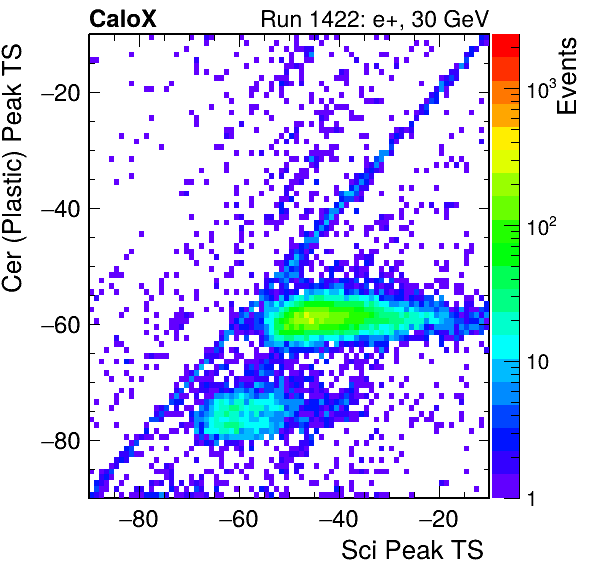 CaloX Run 1422: e+, 30 GeV
Cer (Plastic) Peak TS
−20
−40
−60
−80
−80 −60 −40 −20
Sci Peak TS
Events
10³
10²
10
1